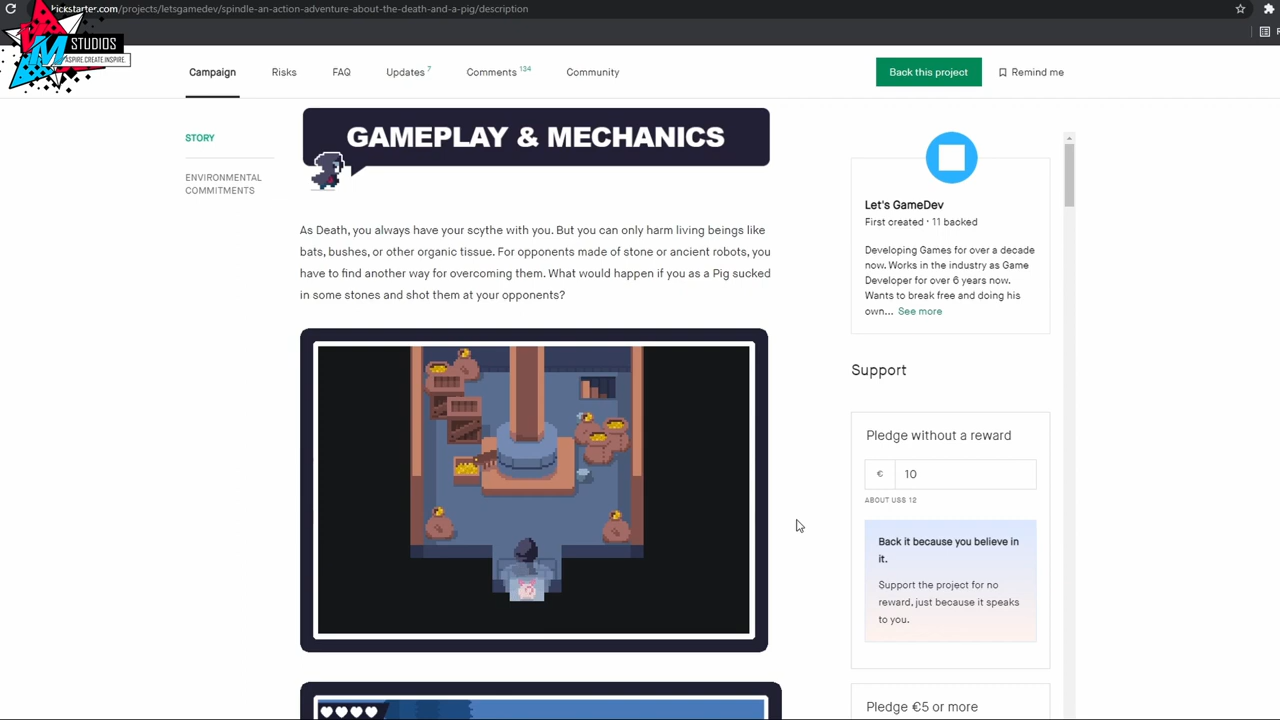 kickstarter.com/projects/letsgamedev/spindle-an-action-adventure-about-the-death-and-a-pig/description
STUDIOS
ASPIRE.CREATE.INSPIRE.
Campaign Risks FAQ Updates 7 Comments 134 Community Back this project Remind me
STORY
ENVIRONMENTAL
COMMITMENTS
GAMEPLAY & MECHANICS
As Death, you always have your scythe with you. But you can only harm living beings like
bats, bushes, or other organic tissue. For opponents made of stone or ancient robots, you
have to find another way for overcoming them. What would happen if you as a Pig sucked
in some stones and shot them at your opponents?
Let's GameDev
First created · 11 backed
Developing Games for over a decade
now. Works in the industry as Game
Developer for over 6 years now.
Wants to break free and doing his
own... See more
Support
Pledge without a reward
€ 10
ABOUT US$ 12
Back it because you believe in
it.
Support the project for no
reward, just because it speaks
to you.
Pledge €5 or more